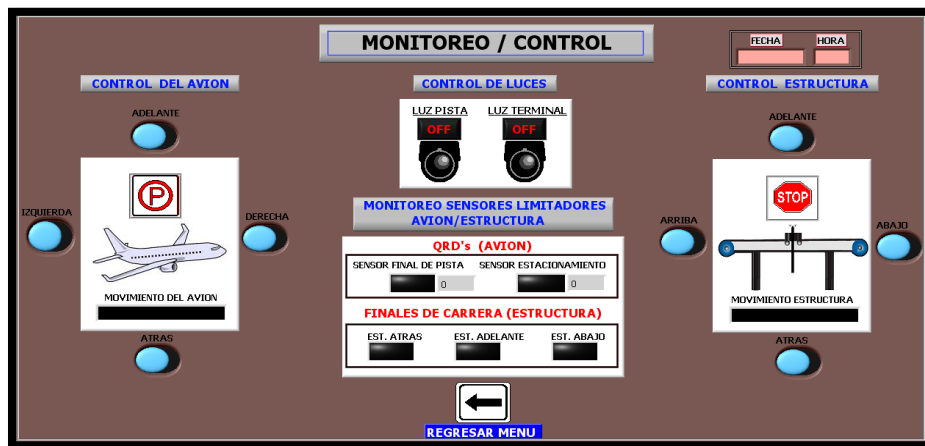 MONITOREO / CONTROL
FECHA
HORA
CONTROL DEL AVION
ADELANTE
IZQUIERDA
P
DERECHA
MOVIMIENTO DEL AVION
ATRAS
CONTROL DE LUCES
LUZ PISTA
LUZ TERMINAL
OFF
OFF
MONITOREO SENSORES LIMITADORES
AVION/ESTRUCTURA
QRD's (AVION)
SENSOR FINAL DE PISTA
SENSOR ESTACIONAMIENTO
0
0
FINALES DE CARRERA (ESTRUCTURA)
EST. ATRAS
EST. ADELANTE
EST. ABAJO
REGRESAR MENU
CONTROL ESTRUCTURA
ADELANTE
ARRIBA
STOP
ABAJO
MOVIMIENTO ESTRUCTURA
ATRAS